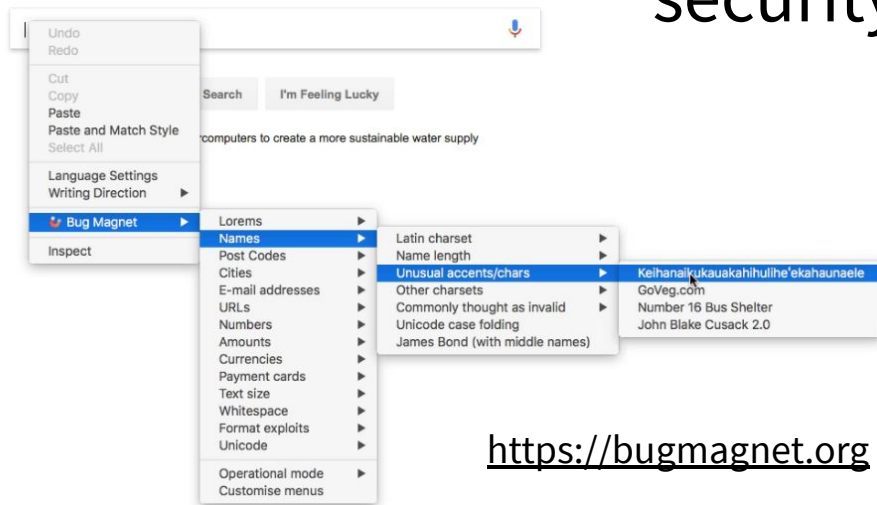 security
Undo
Redo
Cut
Copy
Paste
Paste and Match Style
Select All
Language Settings
Writing Direction
Bug Magnet
Inspect
Search
I'm Feeling Lucky
computers to create a more sustainable water supply
Lorems
Names
Post Codes
Cities
E-mail addresses
URLs
Numbers
Amounts
Currencies
Payment cards
Text size
Whitespace
Format exploits
Unicode
Operational mode
Customise menus
Latin charset
Name length
Unusual accents/chars
Other charsets
Commonly thought as invalid
Unicode case folding
James Bond (with middle names)
Keihanaikukauakahihulihe'ekahaunaele
GoVeg.com
Number 16 Bus Shelter
John Blake Cusack 2.0
https://bugmagnet.org